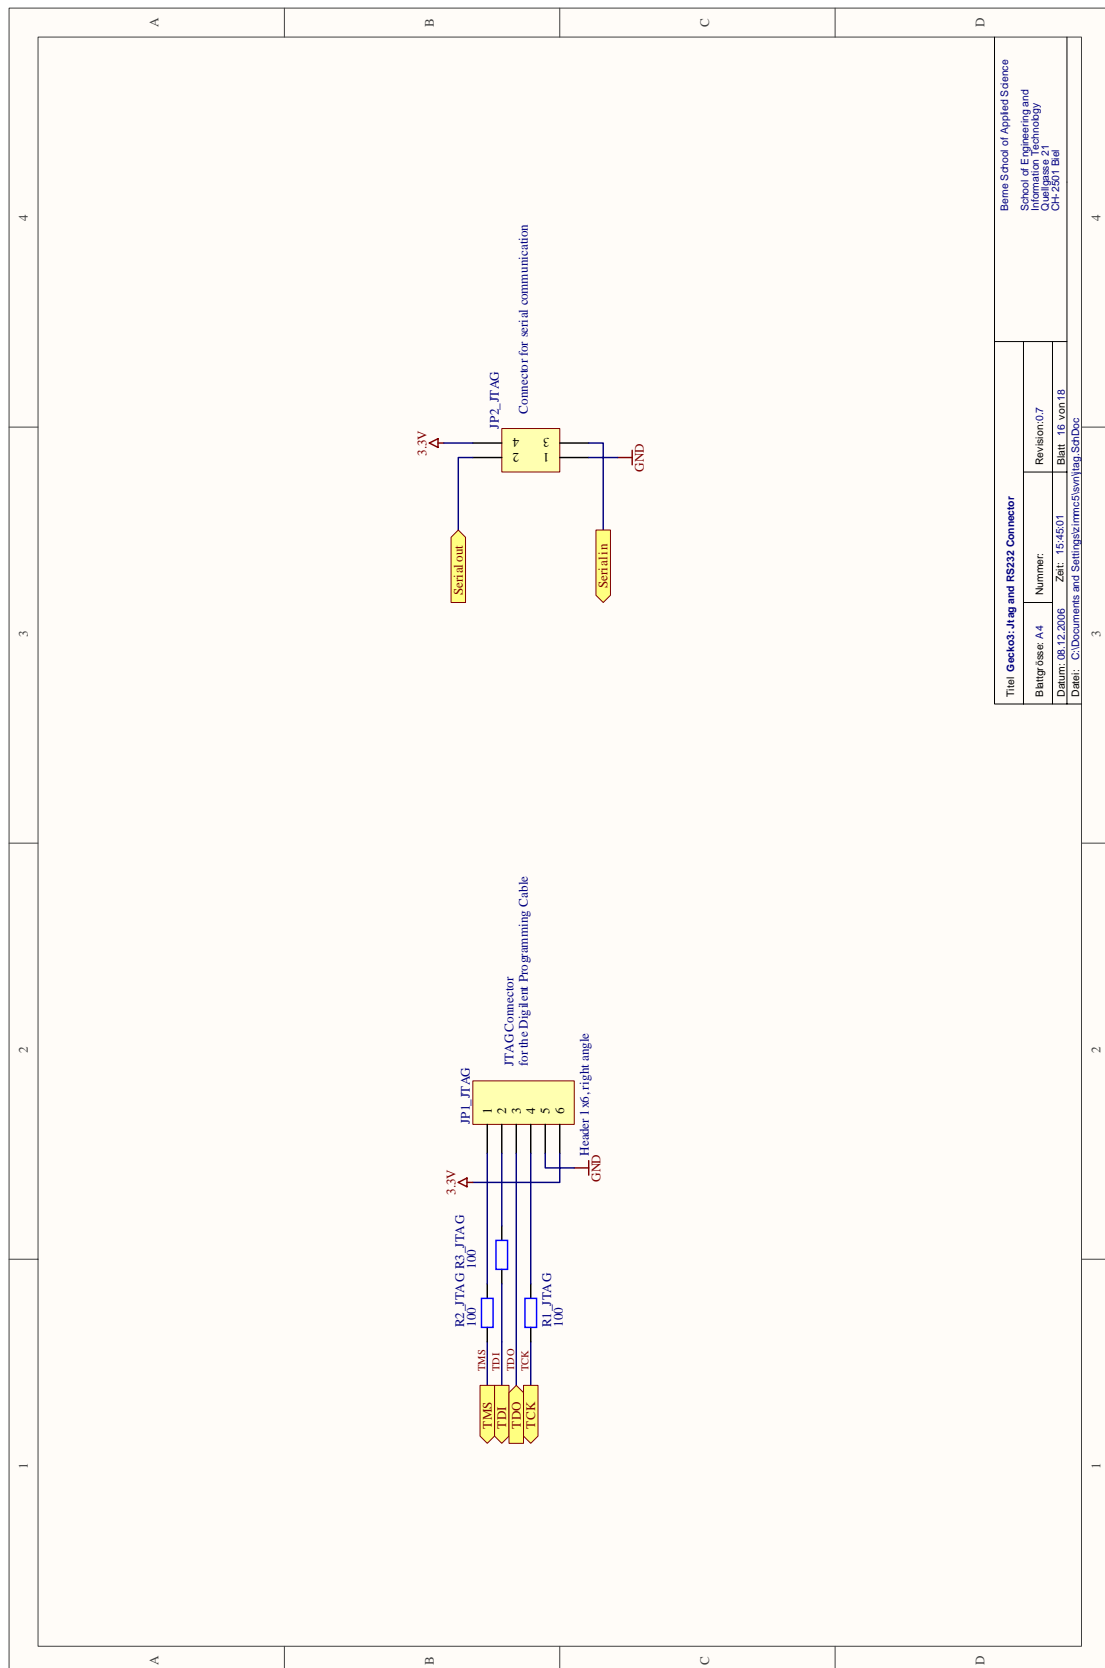 1
2
3
4
A
A
B
B
C
C
D
D
3.3V
R2_JTAG
100
R3_JTAG
100
JP1_JTAG
TMS
TMS
1
TDI
TDI
2
TDO
TDO
3
TCK
TCK
4
5
6
R1_JTAG
100
GND
Header 1x6, right angle
JTAG Connector
for the Digilent Programming Cable
3.3V
JP2_JTAG
Serial out
2
4
1
3
Serial in
GND
Connector for serial communication
Titel Gecko3: Jtag and RS232 Connector
Blattgrösse: A4
Nummer:
Revision:0.7
Datum: 08.12.2006
Zeit: 15:45:01
Blatt 16 von 18
Datei: C:\Documents and Settings\zimmc5\svn\jtag.SchDoc
Berne School of Applied Science
School of Engineering and
Information Technology
Quellgasse 21
CH-2501 Biel
1
2
3
4